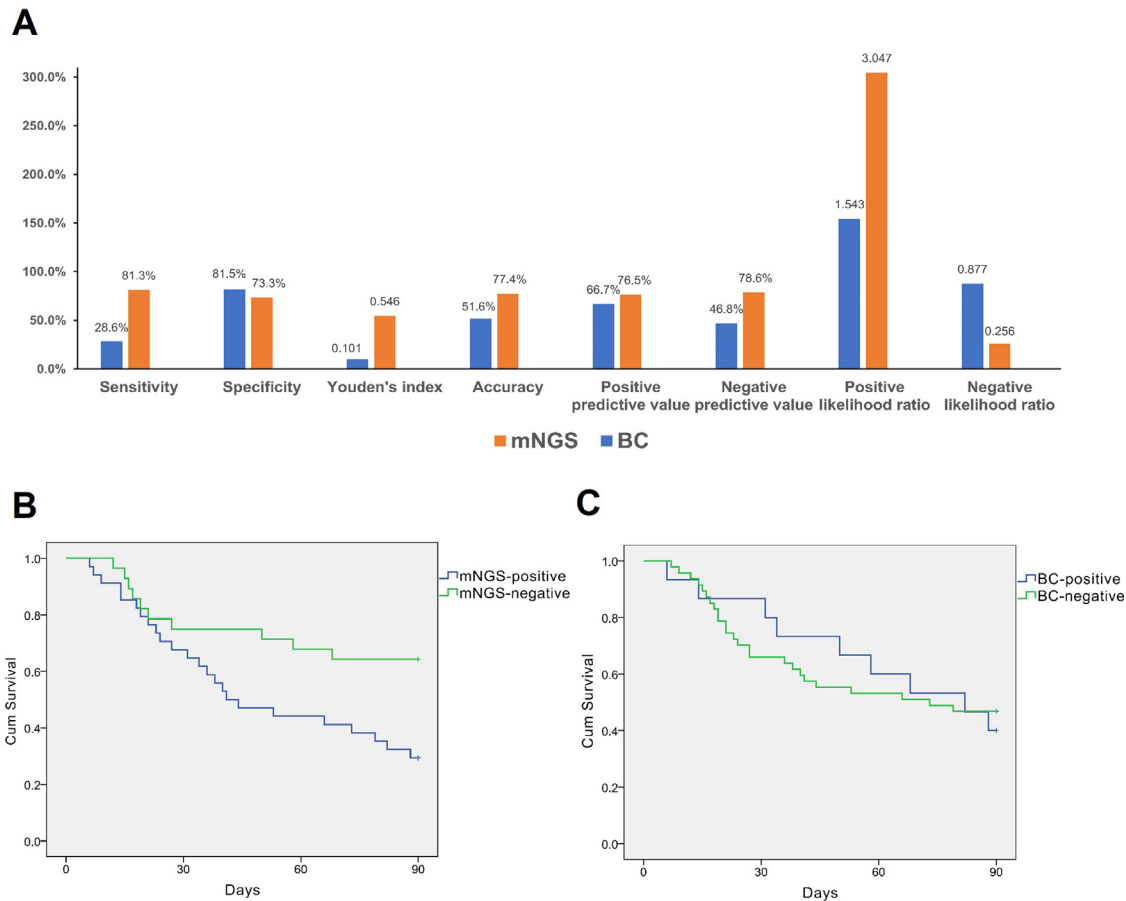 A
300.0%
250.0%
200.0%
150.0%
100.0%
50.0%
0.0%
28.6%
81.3%
81.5%
73.3%
0.101
0.546
51.6%
77.4%
66.7%
76.5%
46.8%
78.6%
1.543
3.047
0.877
0.256
Sensitivity
Specificity
Youden's index
Accuracy
Positive
predictive value
Negative
predictive value
Positive
likelihood ratio
Negative
likelihood ratio
mNGS
BC
B
Cum Survival
1.0
0.8
0.6
0.4
0.2
0.0
0
30
60
90
Days
mNGS-positive
mNGS-negative
C
Cum Survival
1.0
0.8
0.6
0.4
0.2
0.0
0
30
60
90
Days
BC-positive
BC-negative